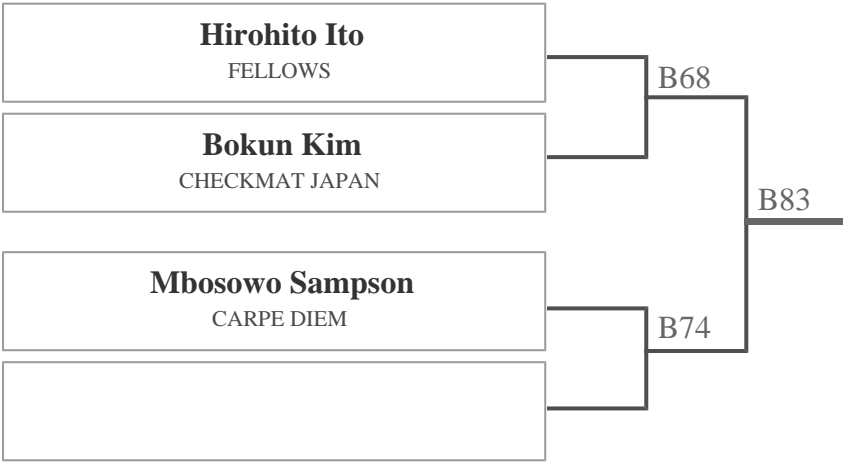 Hirohito Ito
FELLOWS
B68
Bokun Kim
CHECKMAT JAPAN
B83
Mbosowo Sampson
CARPE DIEM
B74